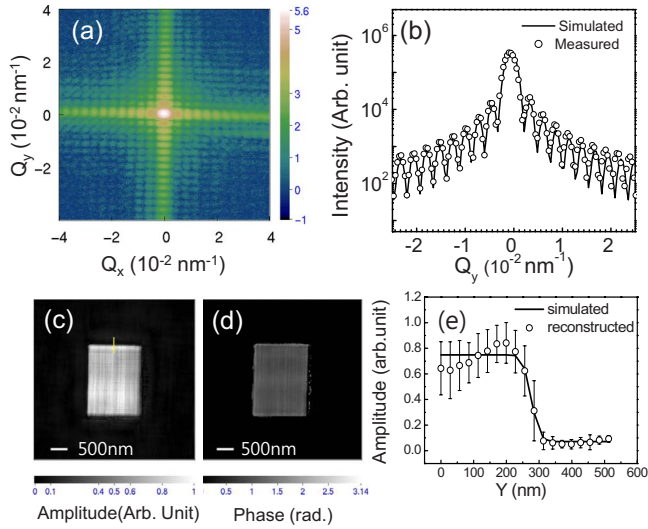 (a)
4
2
0
-2
-4
-2
0
2
4
Q_y (10^-2 nm^-1)
Q_x (10^-2 nm^-1)
5.6
5
4
3
2
1
0
-1
(b)
Simulated
Measured
10^6
10^4
10^2
Intensity (Arb. unit)
-2
-1
0
1
2
Q_y (10^-2 nm^-1)
(c)
500nm
0 0.1 0.4 0.5 0.6 0.8 1
Amplitude(Arb. Unit)
(d)
500nm
0.5 1 1.5 2 2.5 3.14
Phase (rad.)
(e)
simulated
reconstructed
1.2
1.0
0.8
0.6
0.4
0.2
0.0
Amplitude (arb.unit)
0 100 200 300 400 500 600
Y (nm)